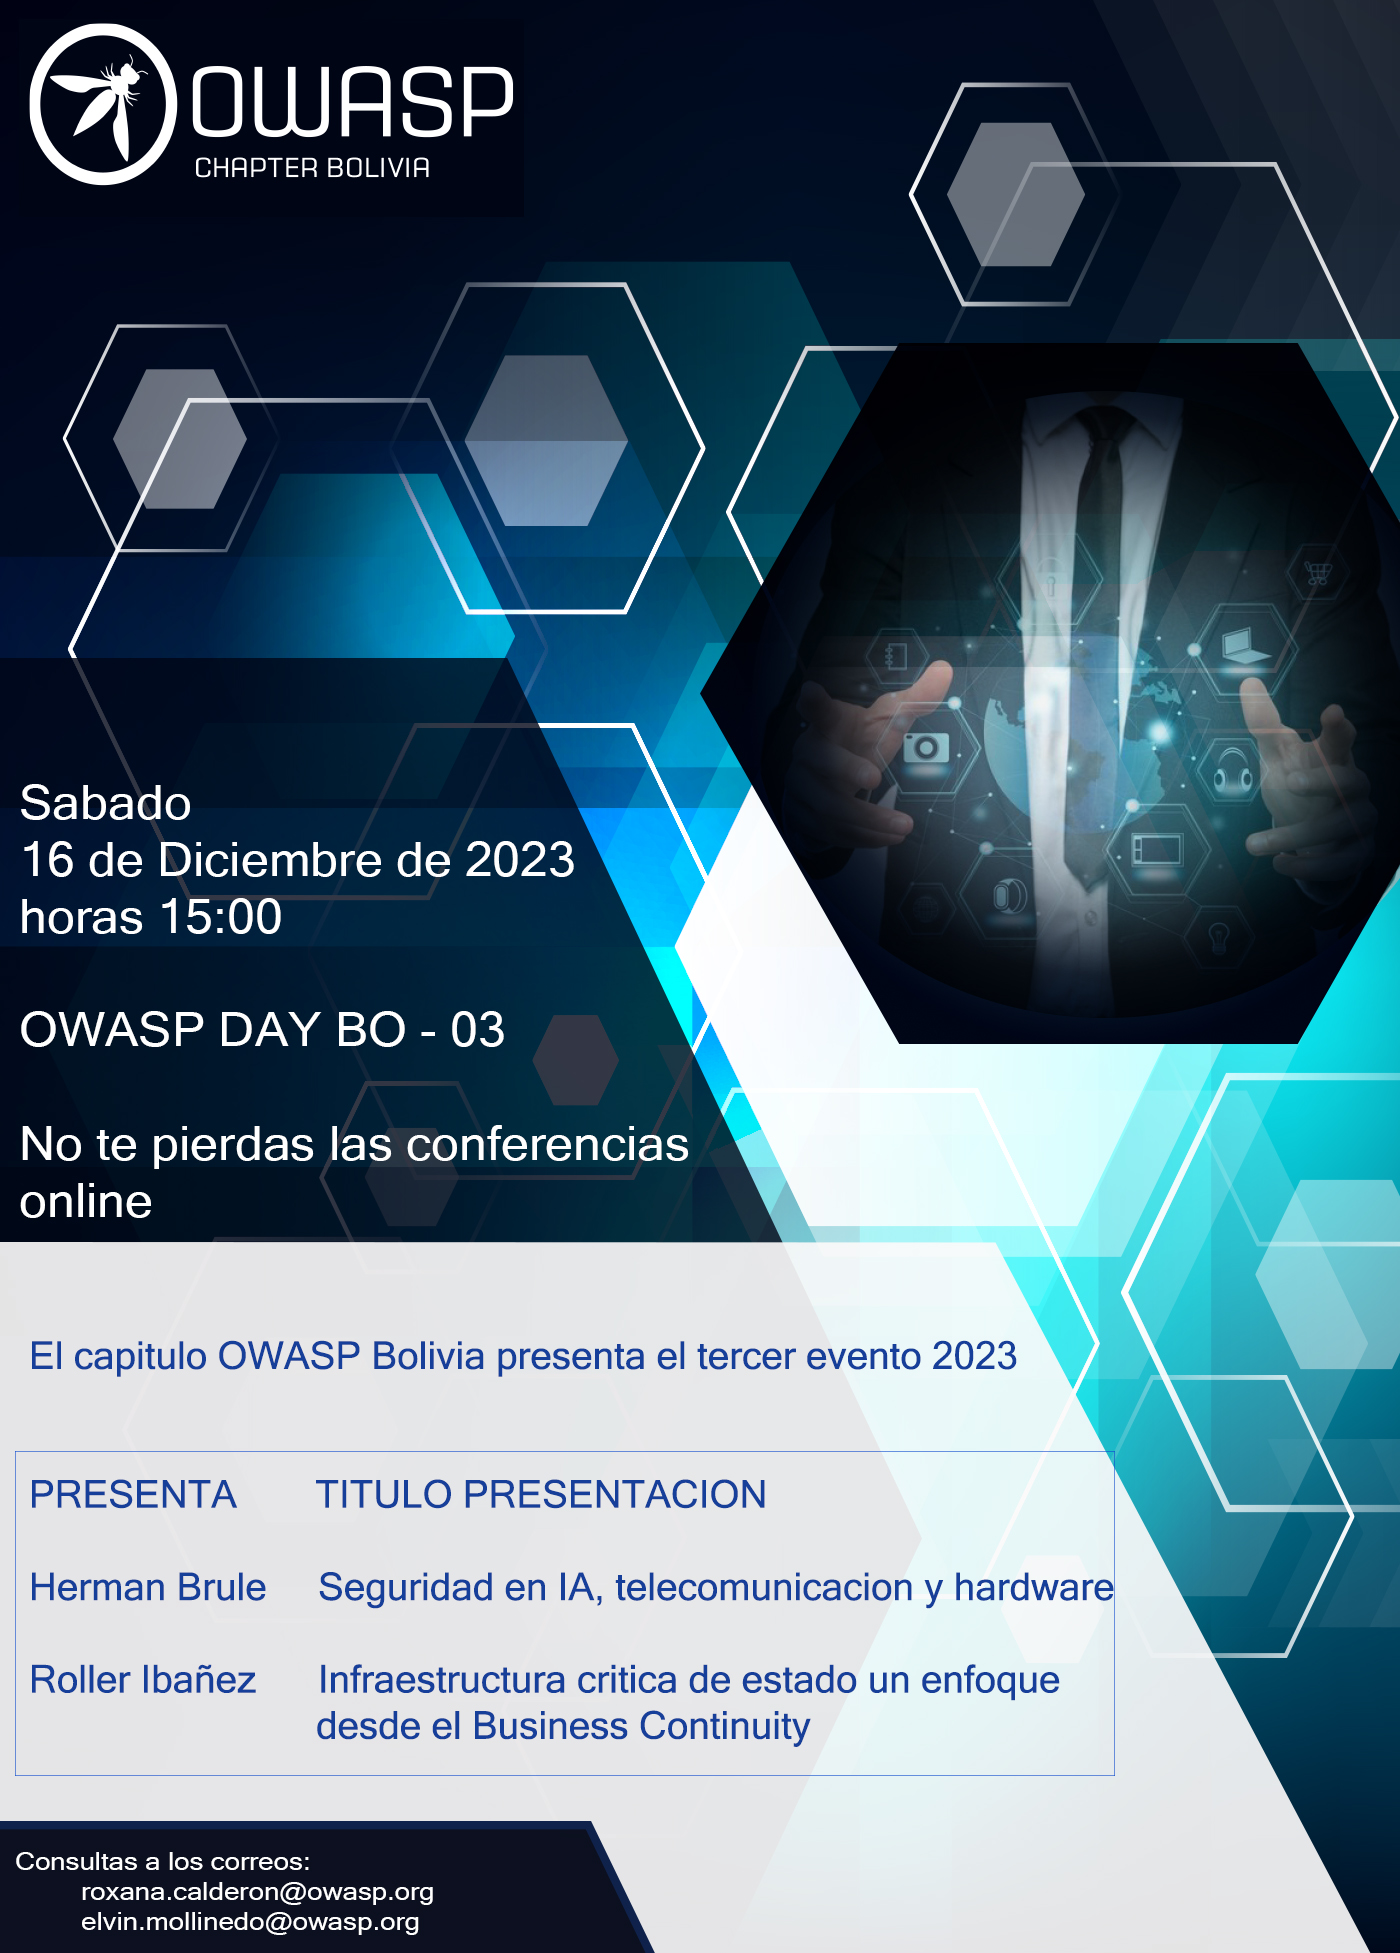 OWASP
CHAPTER BOLIVIA
Sabado
16 de Diciembre de 2023
horas 15:00
OWASP DAY BO - 03
No te pierdas las conferencias
online
El capitulo OWASP Bolivia presenta el tercer evento 2023
PRESENTA TITULO PRESENTACION
Herman Brule Seguridad en IA, telecomunicacion y hardware
Roller Ibañez Infraestructura critica de estado un enfoque
desde el Business Continuity
Consultas a los correos:
roxana.calderon@owasp.org
elvin.mollinedo@owasp.org